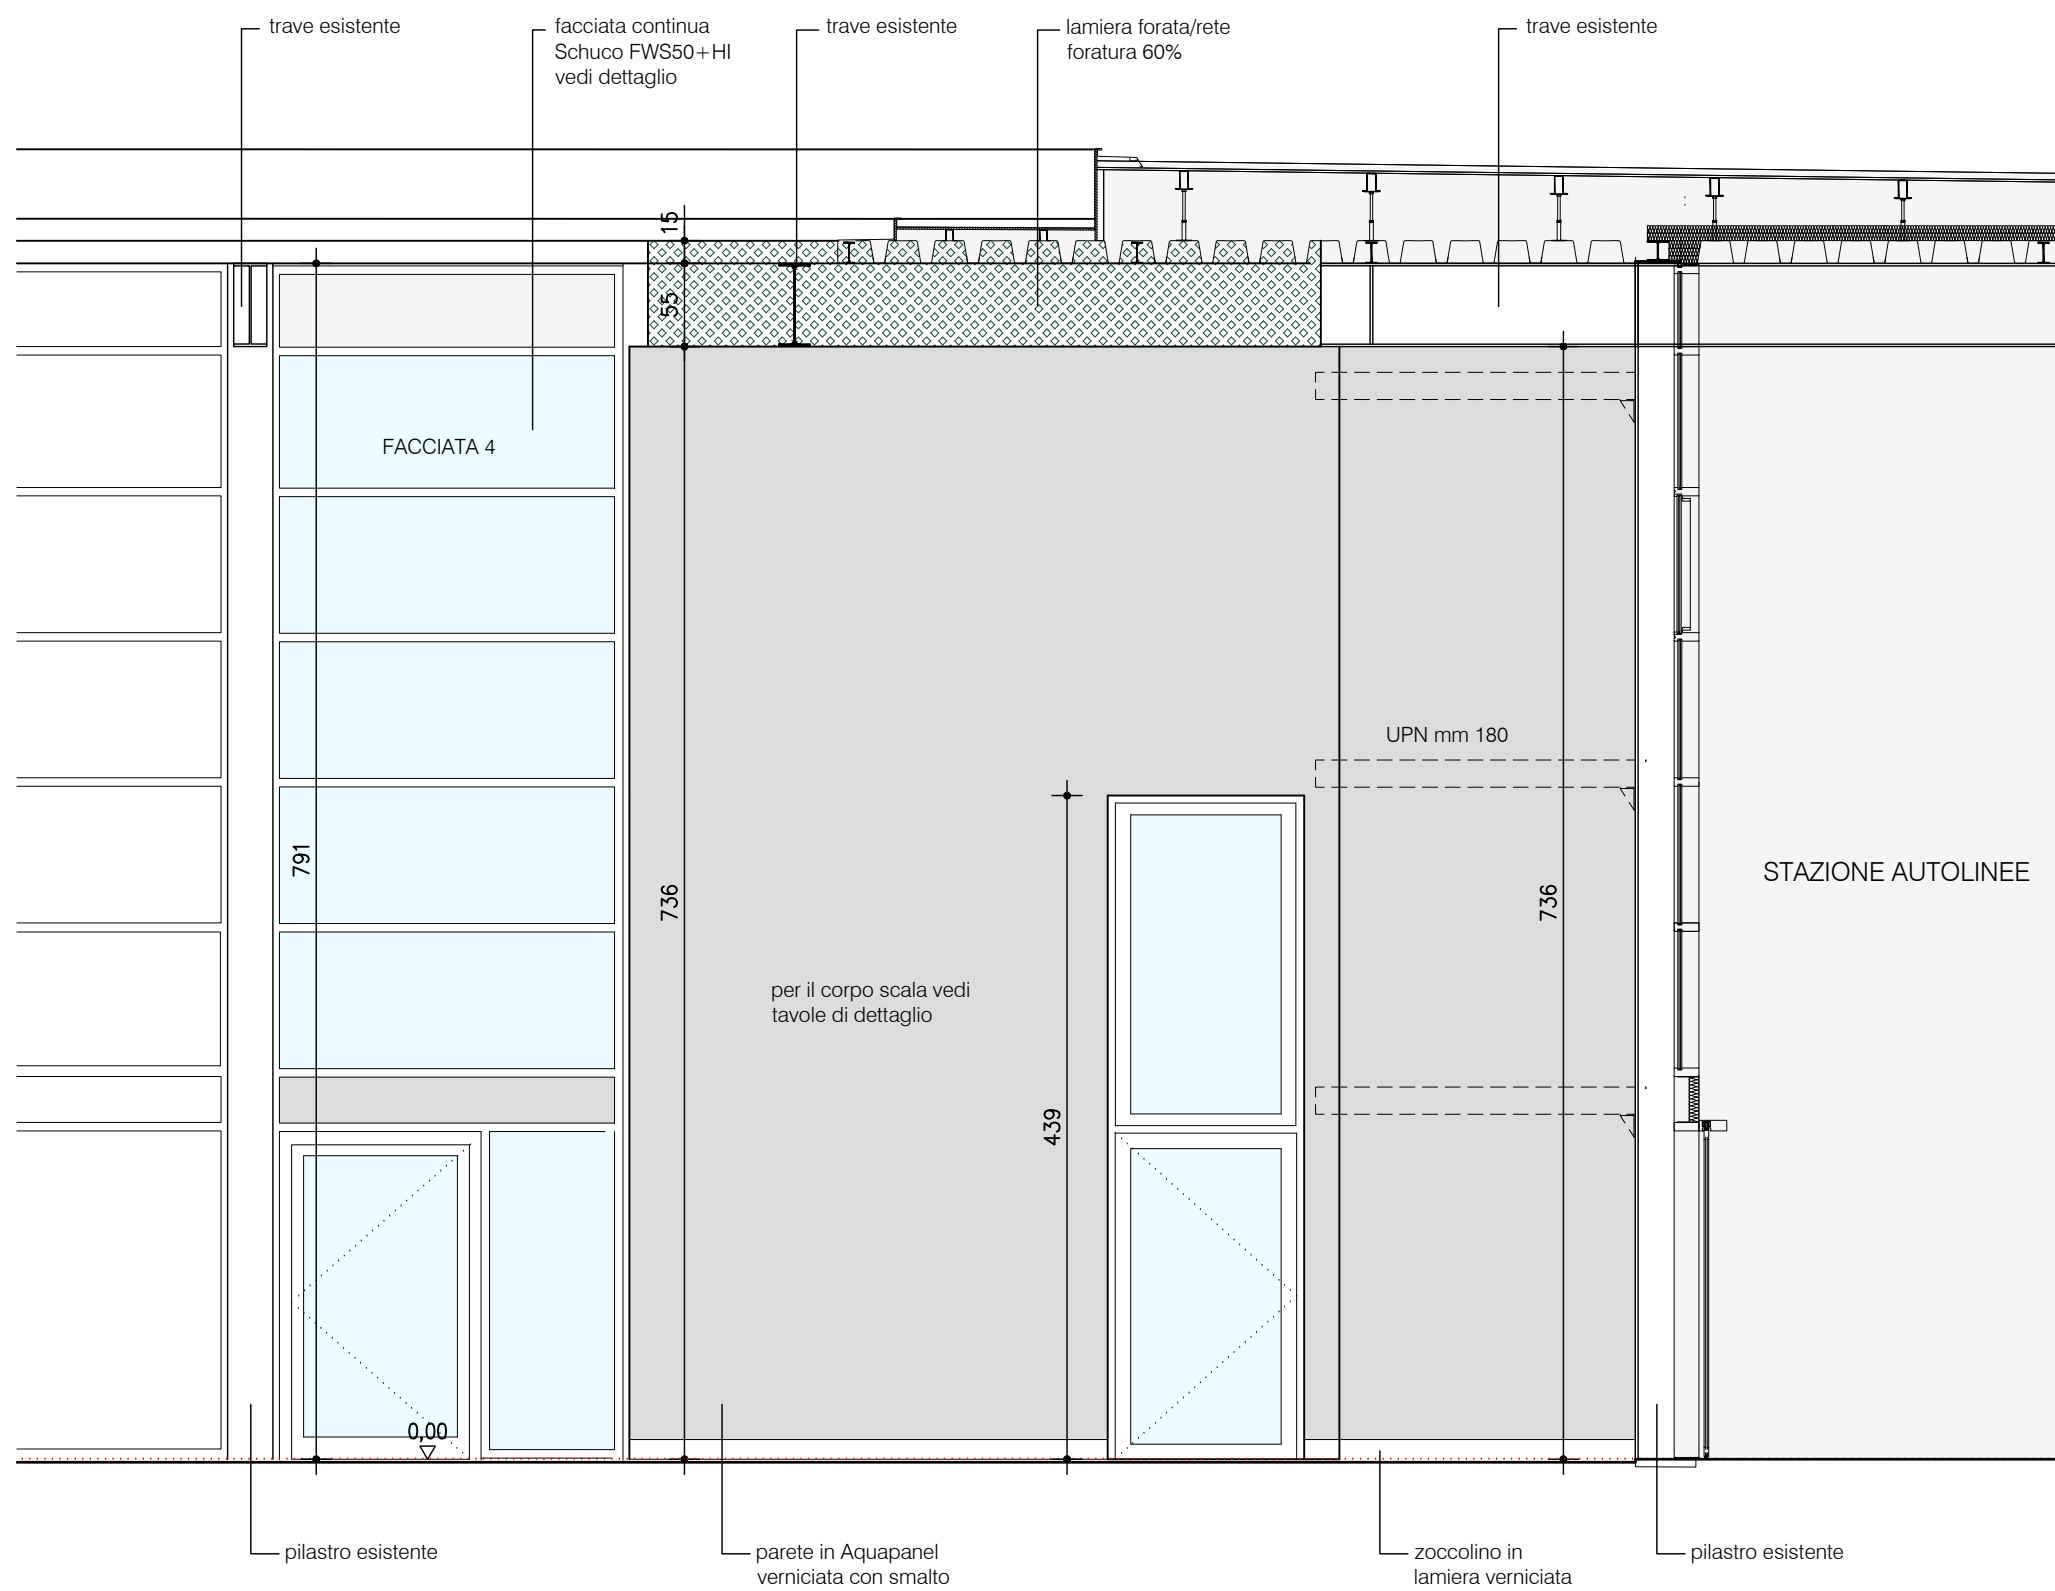 trave esistente
facciata continua
Schuco FWS50+HI
vedi dettaglio
trave esistente
lamiera forata/rete
foratura 60%
trave esistente
15
55
FACCIATA 4
UPN mm 180
791
736
736
STAZIONE AUTOLINEE
per il corpo scala vedi
tavole di dettaglio
439
0,00
pilastro esistente
parete in Aquapanel
verniciata con smalto
zoccolino in
lamiera verniciata
pilastro esistente